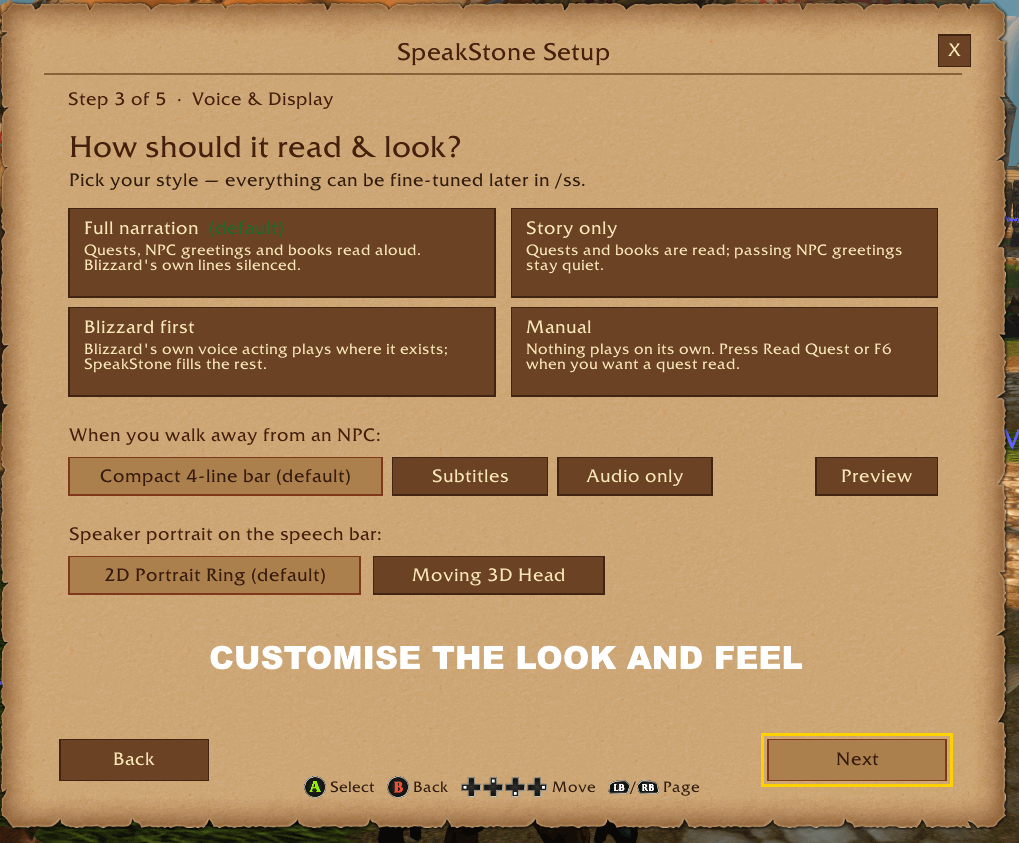 SpeakStone Setup
X
Step 3 of 5 · Voice & Display
How should it read & look?
Pick your style — everything can be fine-tuned later in /ss.
Full narration (default)
Quests, NPC greetings and books read aloud.
Blizzard's own lines silenced.
Story only
Quests and books are read; passing NPC greetings
stay quiet.
Blizzard first
Blizzard's own voice acting plays where it exists;
SpeakStone fills the rest.
Manual
Nothing plays on its own. Press Read Quest or F6
when you want a quest read.
When you walk away from an NPC:
Compact 4-line bar (default)
Subtitles
Audio only
Preview
Speaker portrait on the speech bar:
2D Portrait Ring (default)
Moving 3D Head
CUSTOMISE THE LOOK AND FEEL
Back
Next
A Select B Back Move LB/RB Page